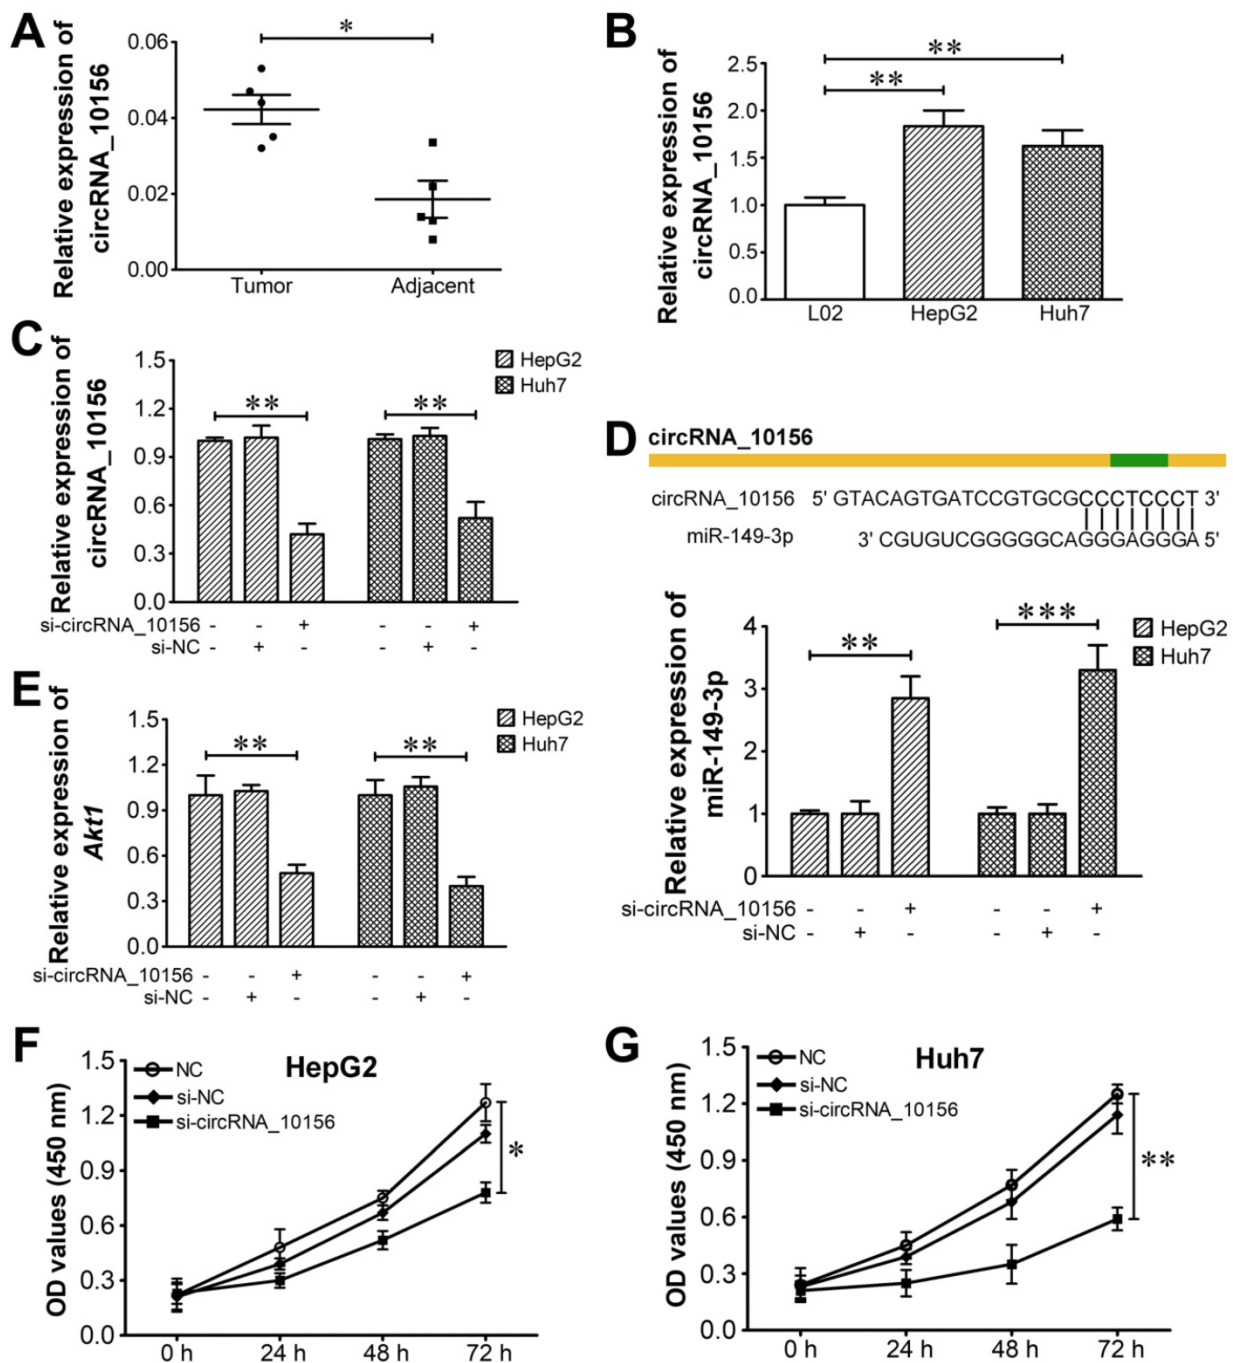 A
Relative expression of
circRNA_10156
0.06
0.04
0.02
0.00
*
Tumor
Adjacent
B
Relative expression of
circRNA_10156
2.5
2.0
1.5
1.0
0.5
0.0
**
**
L02
HepG2
Huh7
C
Relative expression of
circRNA_10156
1.5
1.2
0.9
0.6
0.3
0.0
**
**
HepG2
Huh7
si-circRNA_10156 - - + - - +
si-NC - + - - + -
D
circRNA_10156
circRNA_10156 5' GTACAGTGATCCGTGCGCCCTCCCT 3'
miR-149-3p 3' CGUGUCGGGGGCAGGGAGGGA 5'
Relative expression of
miR-149-3p
4
3
2
1
0
**
***
HepG2
Huh7
si-circRNA_10156 - - + - - +
si-NC - + - - + -
E
Relative expression of
Akt1
1.5
1.2
0.9
0.6
0.3
0.0
**
**
HepG2
Huh7
si-circRNA_10156 - - + - - +
si-NC - + - - + -
F
HepG2
OD values (450 nm)
1.5
1.2
0.9
0.6
0.3
0.0
NC
si-NC
si-circRNA_10156
*
0 h
24 h
48 h
72 h
G
Huh7
OD values (450 nm)
1.5
1.2
0.9
0.6
0.3
0.0
NC
si-NC
si-circRNA_10156
**
0 h
24 h
48 h
72 h